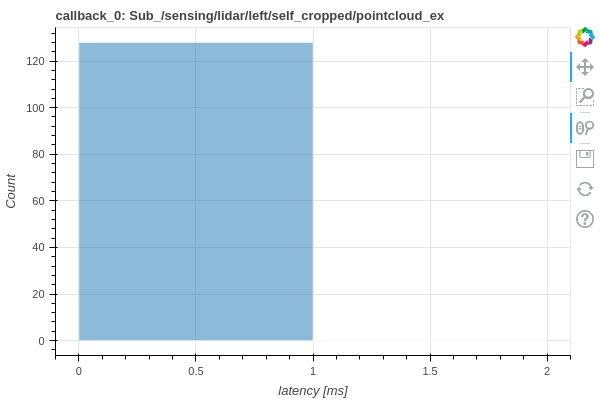 callback_0: Sub_/sensing/lidar/left/self_cropped/pointcloud_ex
120
100
80
60
40
20
0
Count
0 0.5 1 1.5 2
latency [ms]